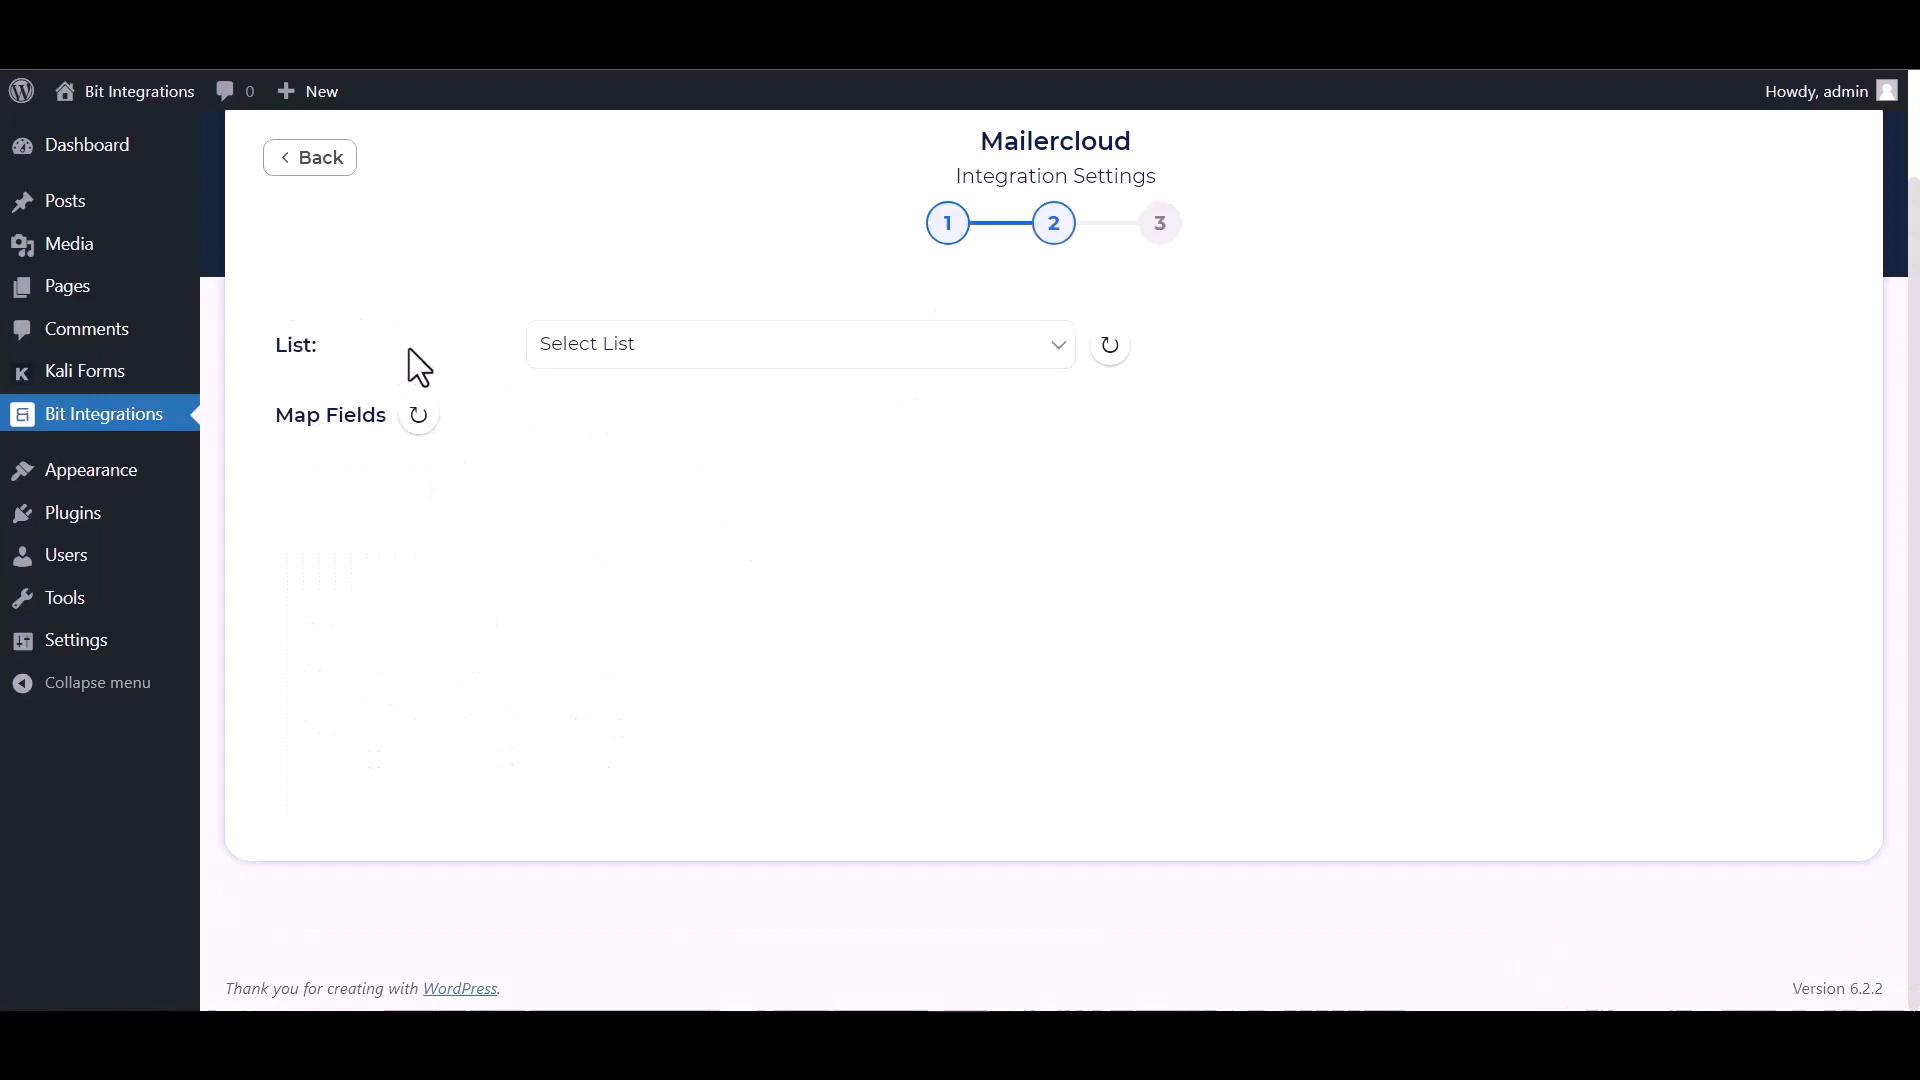 Bit Integrations
0
New
Howdy, admin
Dashboard
Posts
Media
Pages
Comments
Kali Forms
Bit Integrations
Appearance
Plugins
Users
Tools
Settings
Collapse menu
Back
Mailercloud
Integration Settings
1
2
3
List:
Select List
Map Fields
Thank you for creating with WordPress.
Version 6.2.2